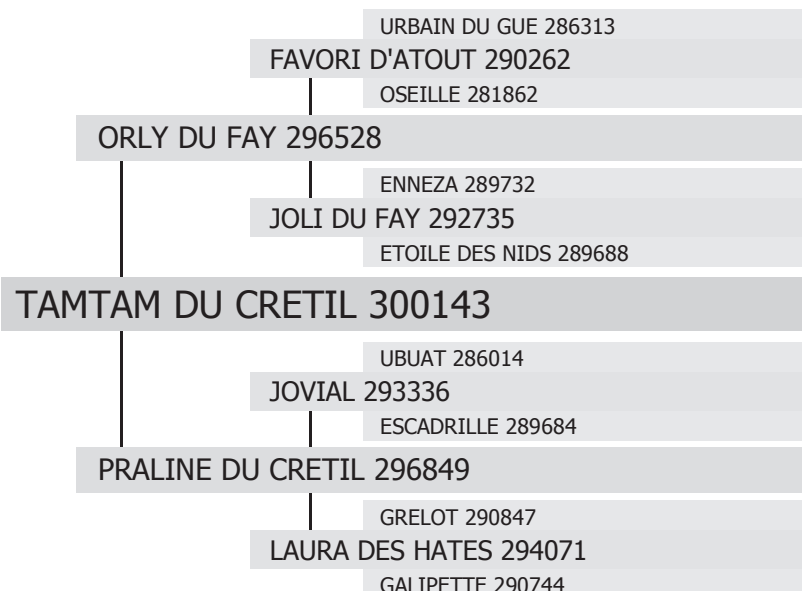 URBAIN DU GUE 286313
FAVORI D'ATOUT 290262
OSEILLE 281862
ORLY DU FAY 296528
ENNEZA 289732
JOLI DU FAY 292735
ETOILE DES NIDS 289688
TAMTAM DU CRETIL 300143
UBUAT 286014
JOVIAL 293336
ESCADRILLE 289684
PRALINE DU CRETIL 296849
GRELOT 290847
LAURA DES HATES 294071
GALIPETTE 290744